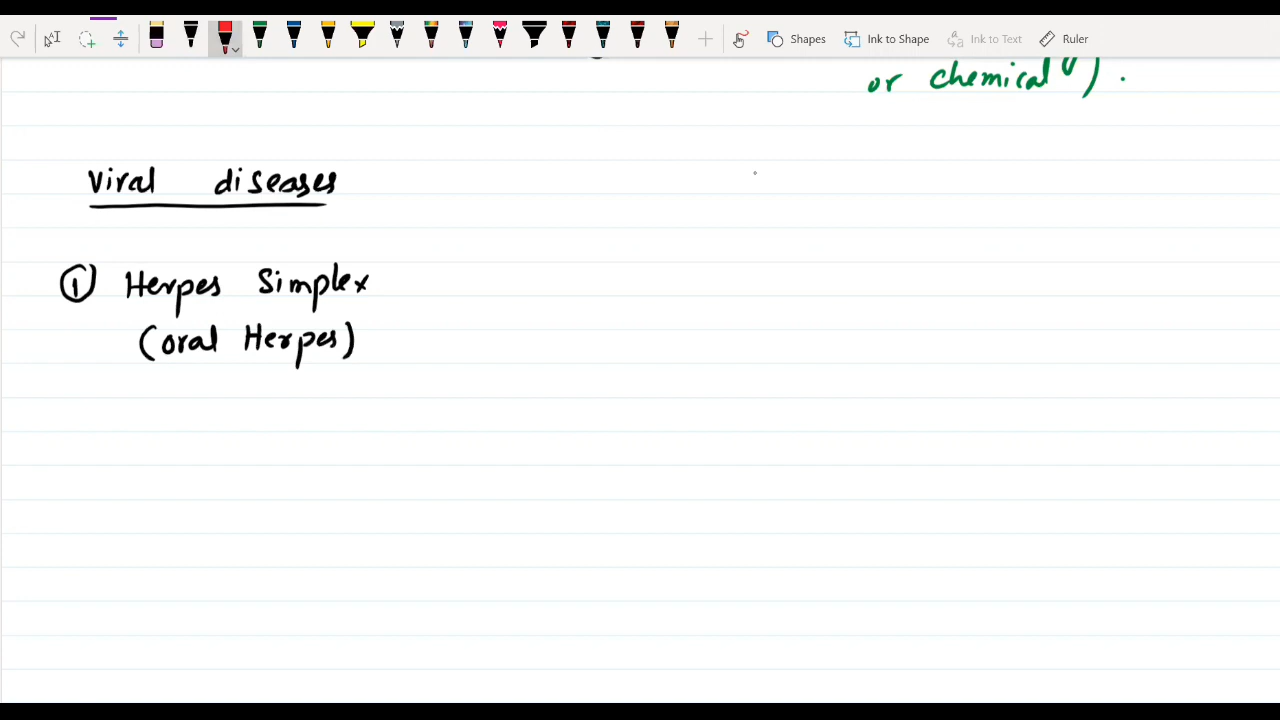 Shapes
Ink to Shape
Ink to Text
Ruler
or chemical).
Viral diseases
① Herpes Simplex
(oral Herpes)